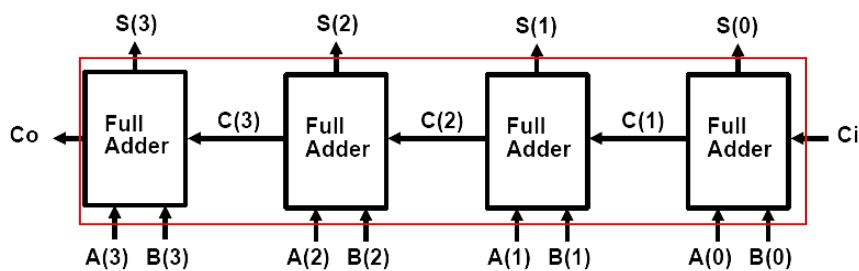 S(3) S(2) S(1) S(0)
C(3) C(2) C(1)
Co Full Adder Full Adder Full Adder Full Adder Ci
A(3) B(3) A(2) B(2) A(1) B(1) A(0) B(0)